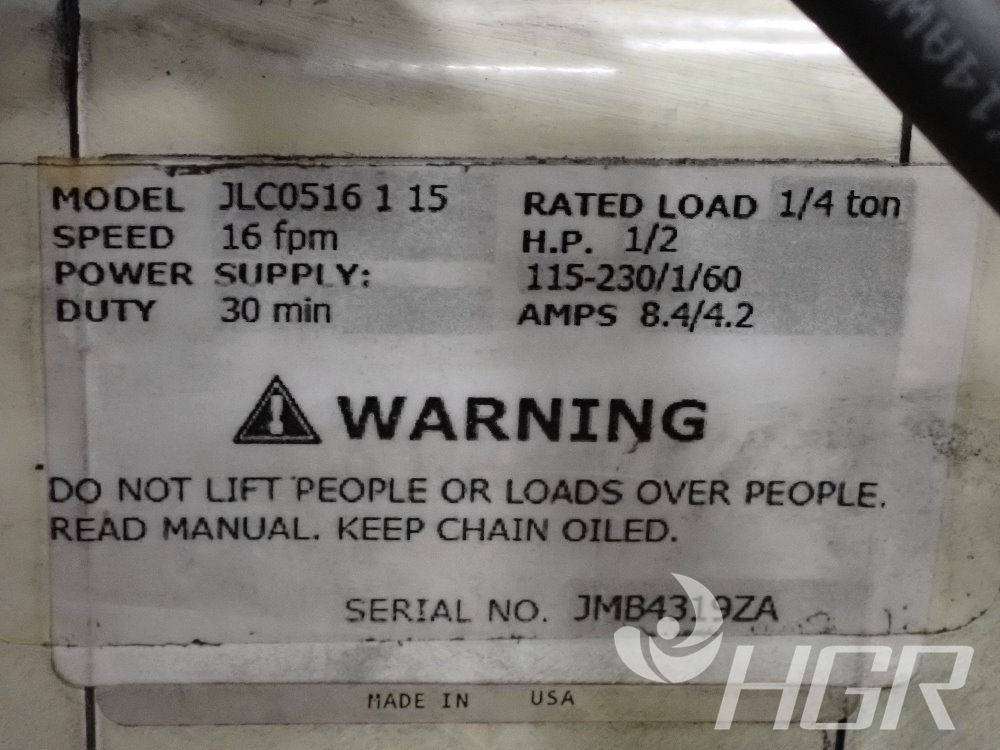 14AW
MODEL JLC0516 1 15
SPEED 16 fpm
POWER SUPPLY:
DUTY 30 min
RATED LOAD 1/4 ton
H.P. 1/2
115-230/1/60
AMPS 8.4/4.2
WARNING
DO NOT LIFT PEOPLE OR LOADS OVER PEOPLE.
READ MANUAL. KEEP CHAIN OILED.
SERIAL NO. JMB4319ZA
MADE IN USA
HGR